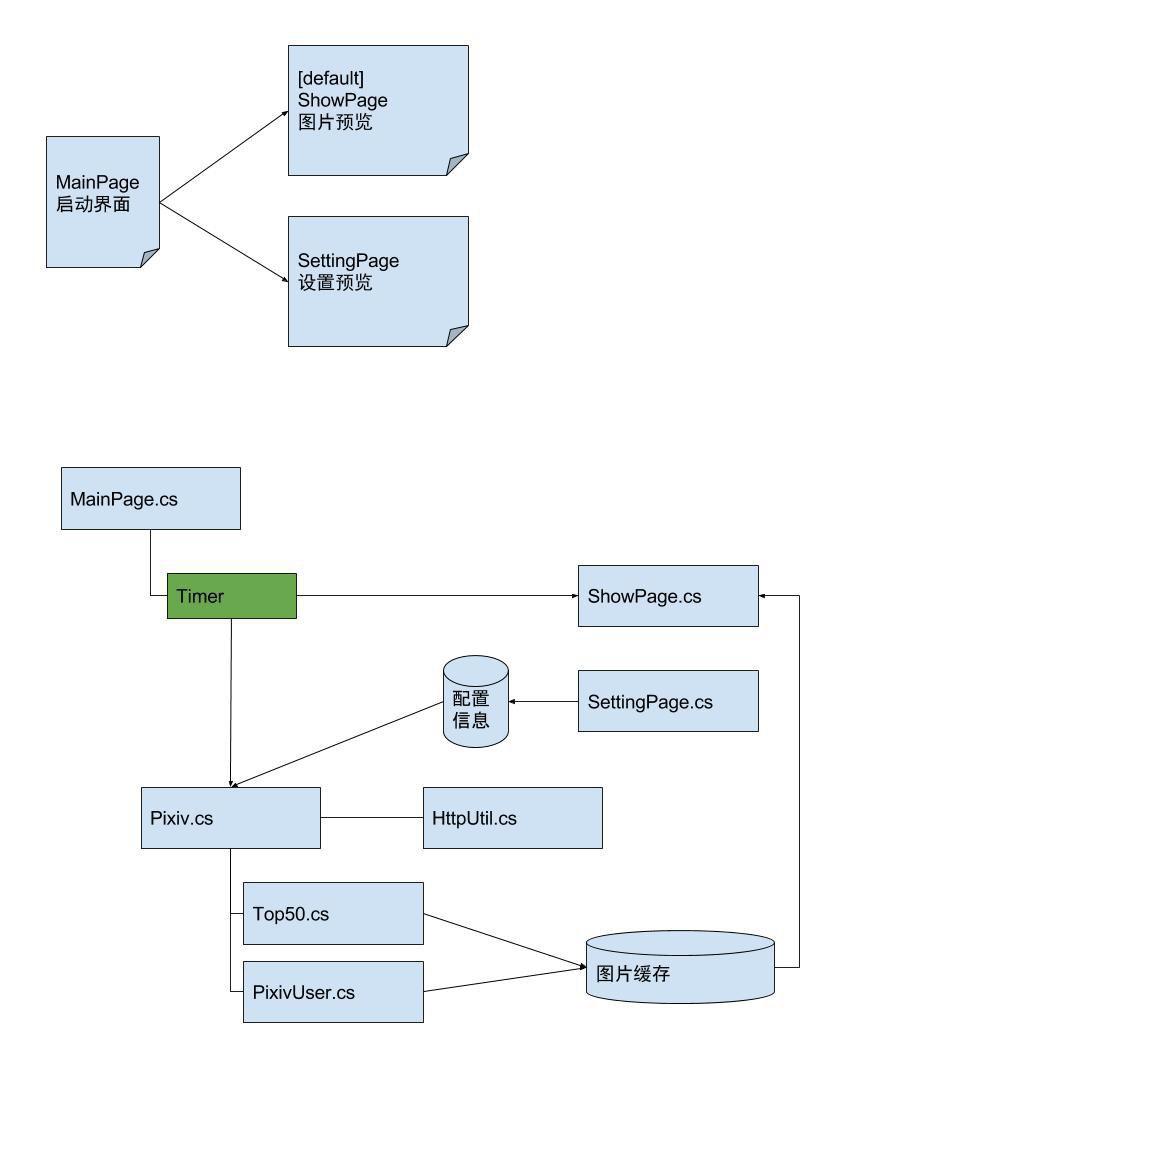 [default]
ShowPage
图片预览
MainPage
启动界面
SettingPage
设置预览
MainPage.cs
Timer
ShowPage.cs
配置
信息
SettingPage.cs
Pixiv.cs
HttpUtil.cs
Top50.cs
图片缓存
PixivUser.cs